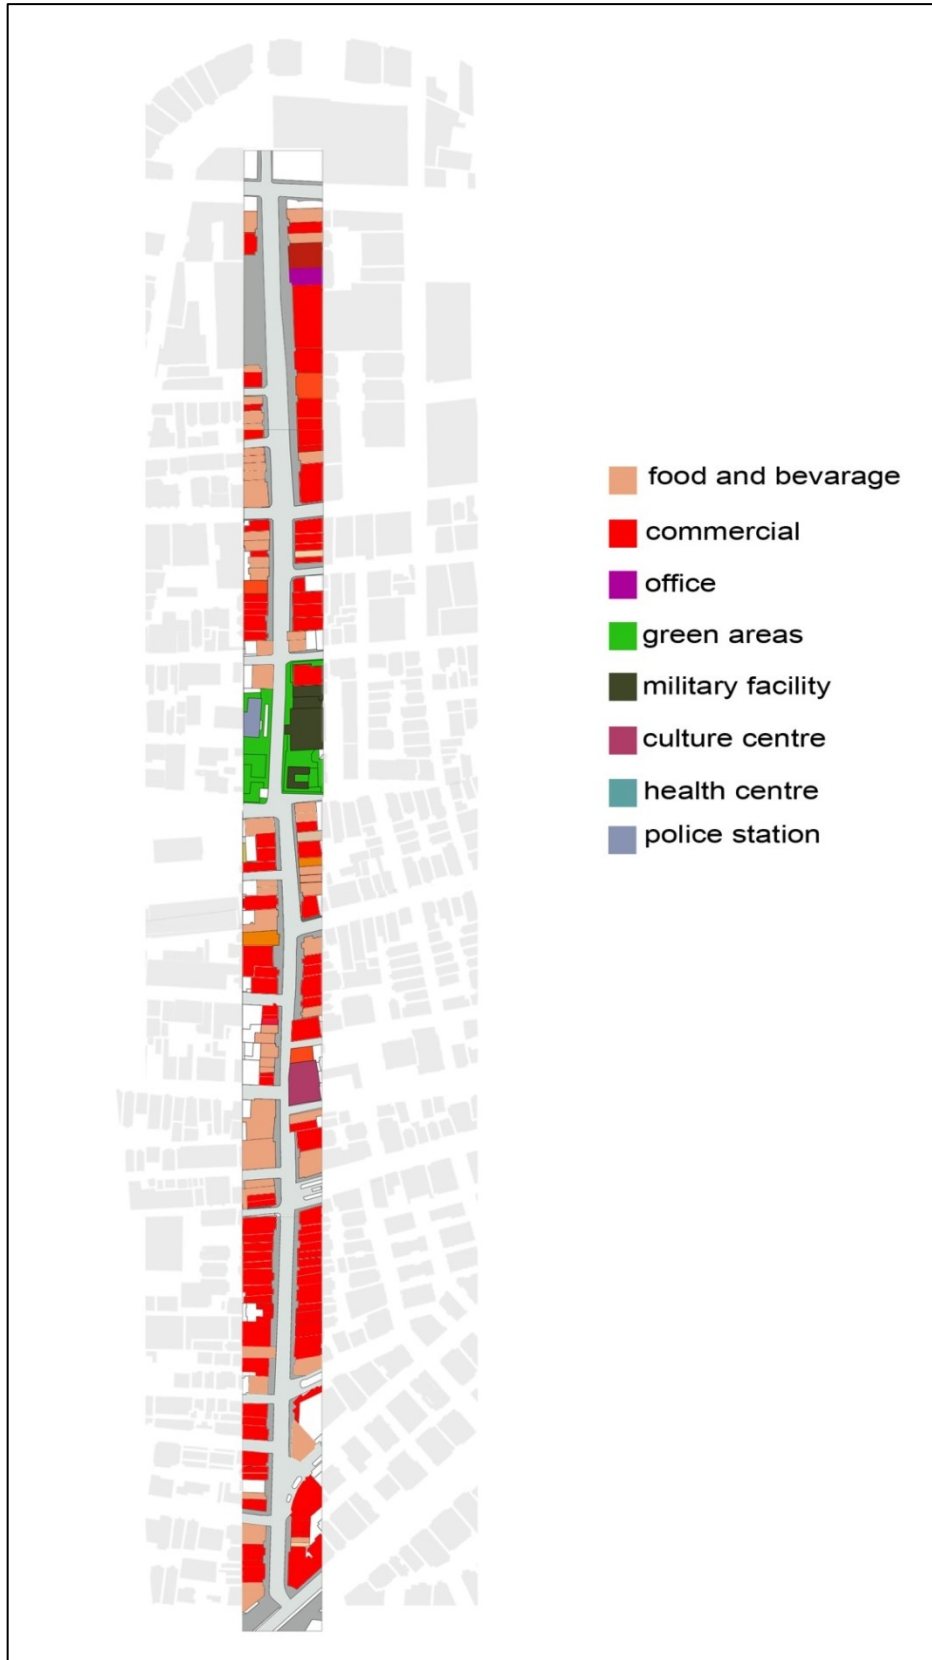 food and bevarage
commercial
office
green areas
military facility
culture centre
health centre
police station